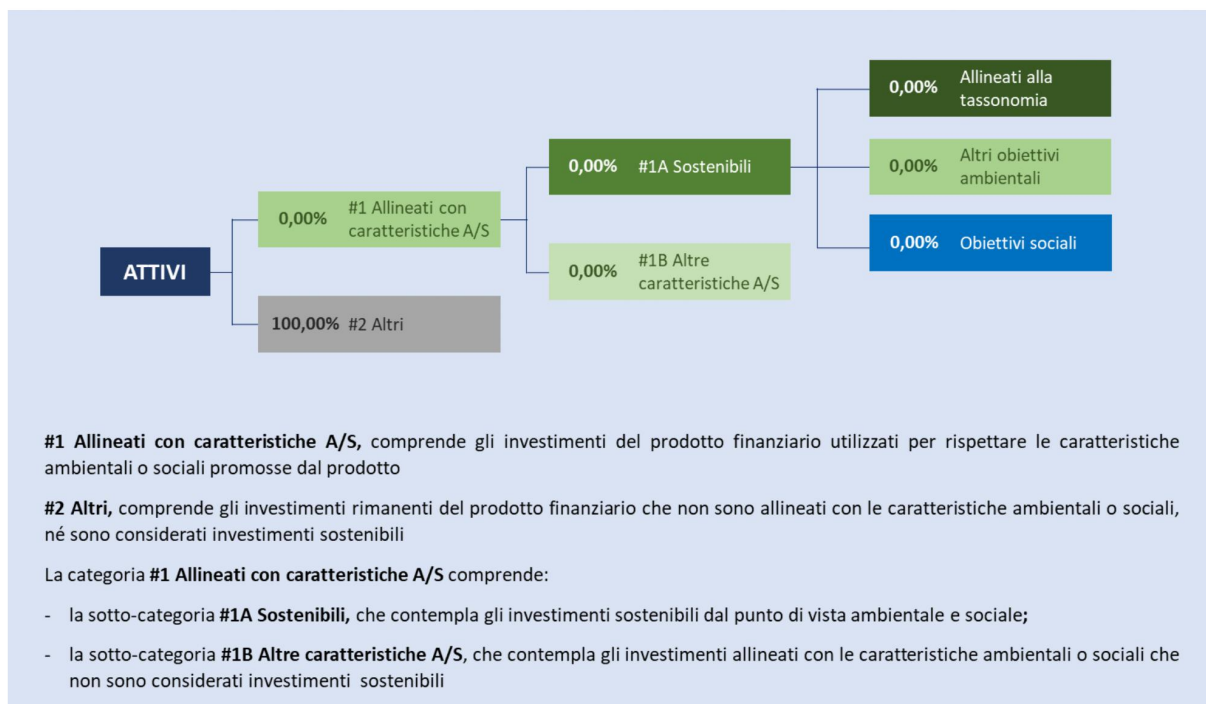 0,00% Allineati alla
tassonomia
0,00% #1A Sostenibili
0,00% Altri obiettivi
ambientali
0,00% #1 Allineati con
caratteristiche A/S
0,00% Obiettivi sociali
ATTIVI
0,00% #1B Altre
caratteristiche A/S
100,00% #2 Altri
#1 Allineati con caratteristiche A/S, comprende gli investimenti del prodotto finanziario utilizzati per rispettare le caratteristiche
ambientali o sociali promosse dal prodotto
#2 Altri, comprende gli investimenti rimanenti del prodotto finanziario che non sono allineati con le caratteristiche ambientali o sociali,
né sono considerati investimenti sostenibili
La categoria #1 Allineati con caratteristiche A/S comprende:
- la sotto-categoria #1A Sostenibili, che contempla gli investimenti sostenibili dal punto di vista ambientale e sociale;
- la sotto-categoria #1B Altre caratteristiche A/S, che contempla gli investimenti allineati con le caratteristiche ambientali o sociali che
non sono considerati investimenti sostenibili